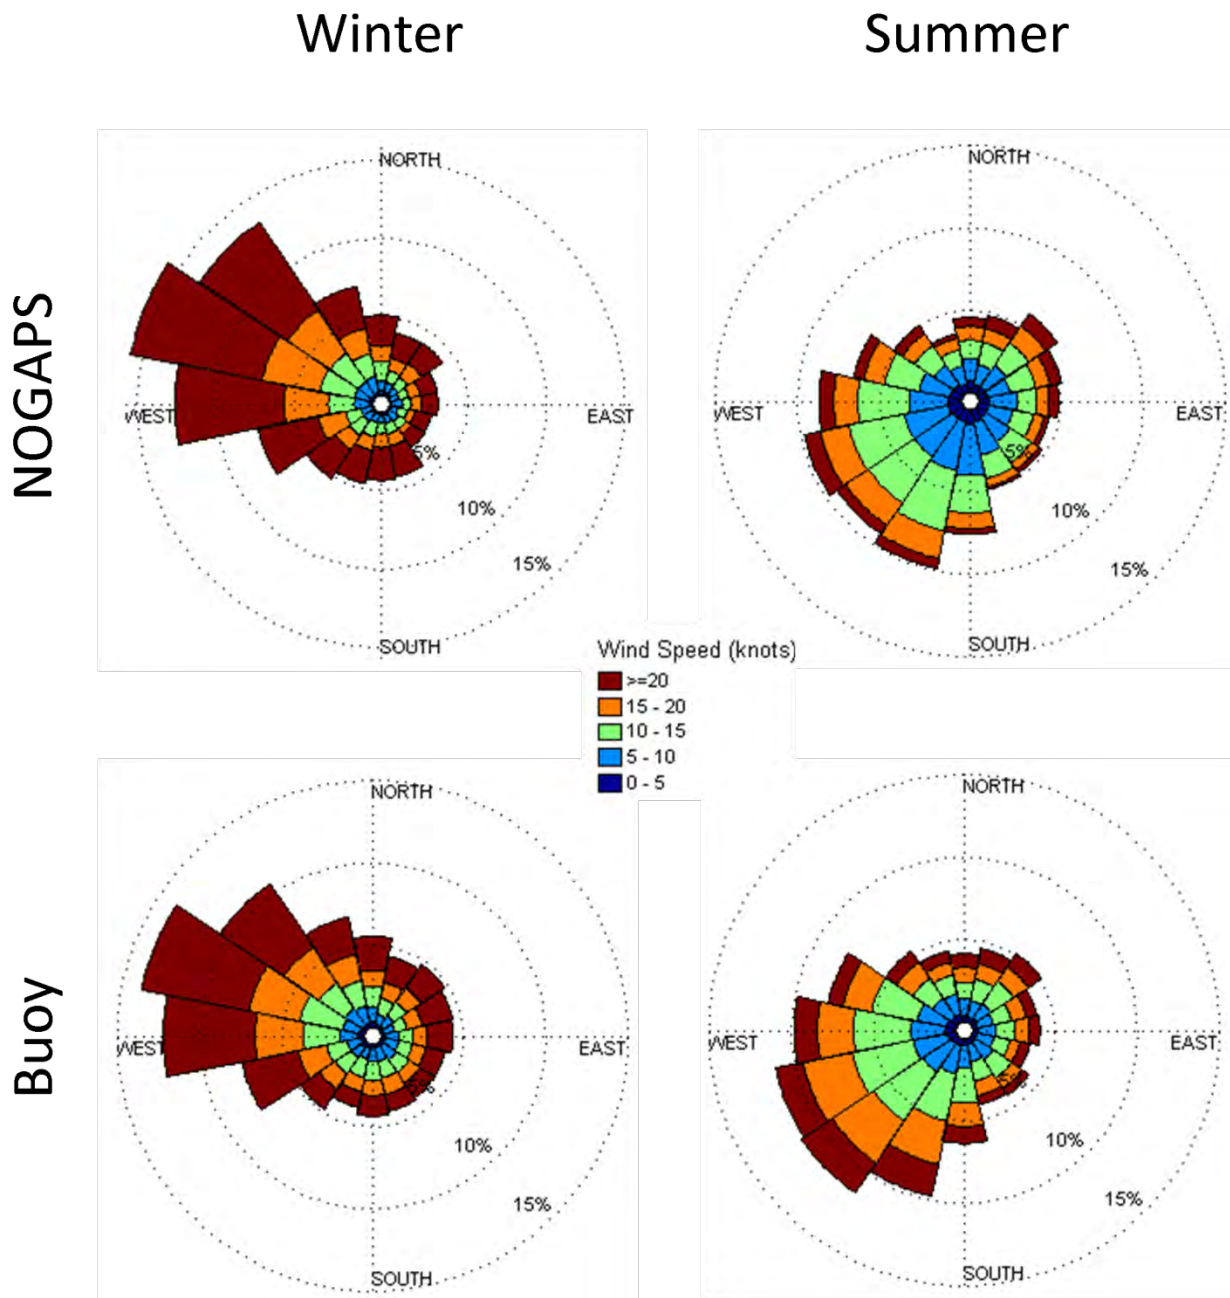 Winter
Summer
NOGAPS
NORTH
WEST
EAST
5%
10%
15%
SOUTH
NORTH
WEST
EAST
5%
10%
15%
SOUTH
Wind Speed (knots)
>=20
15 - 20
10 - 15
5 - 10
0 - 5
Buoy
NORTH
WEST
EAST
5%
10%
15%
SOUTH
NORTH
WEST
EAST
5%
10%
15%
SOUTH